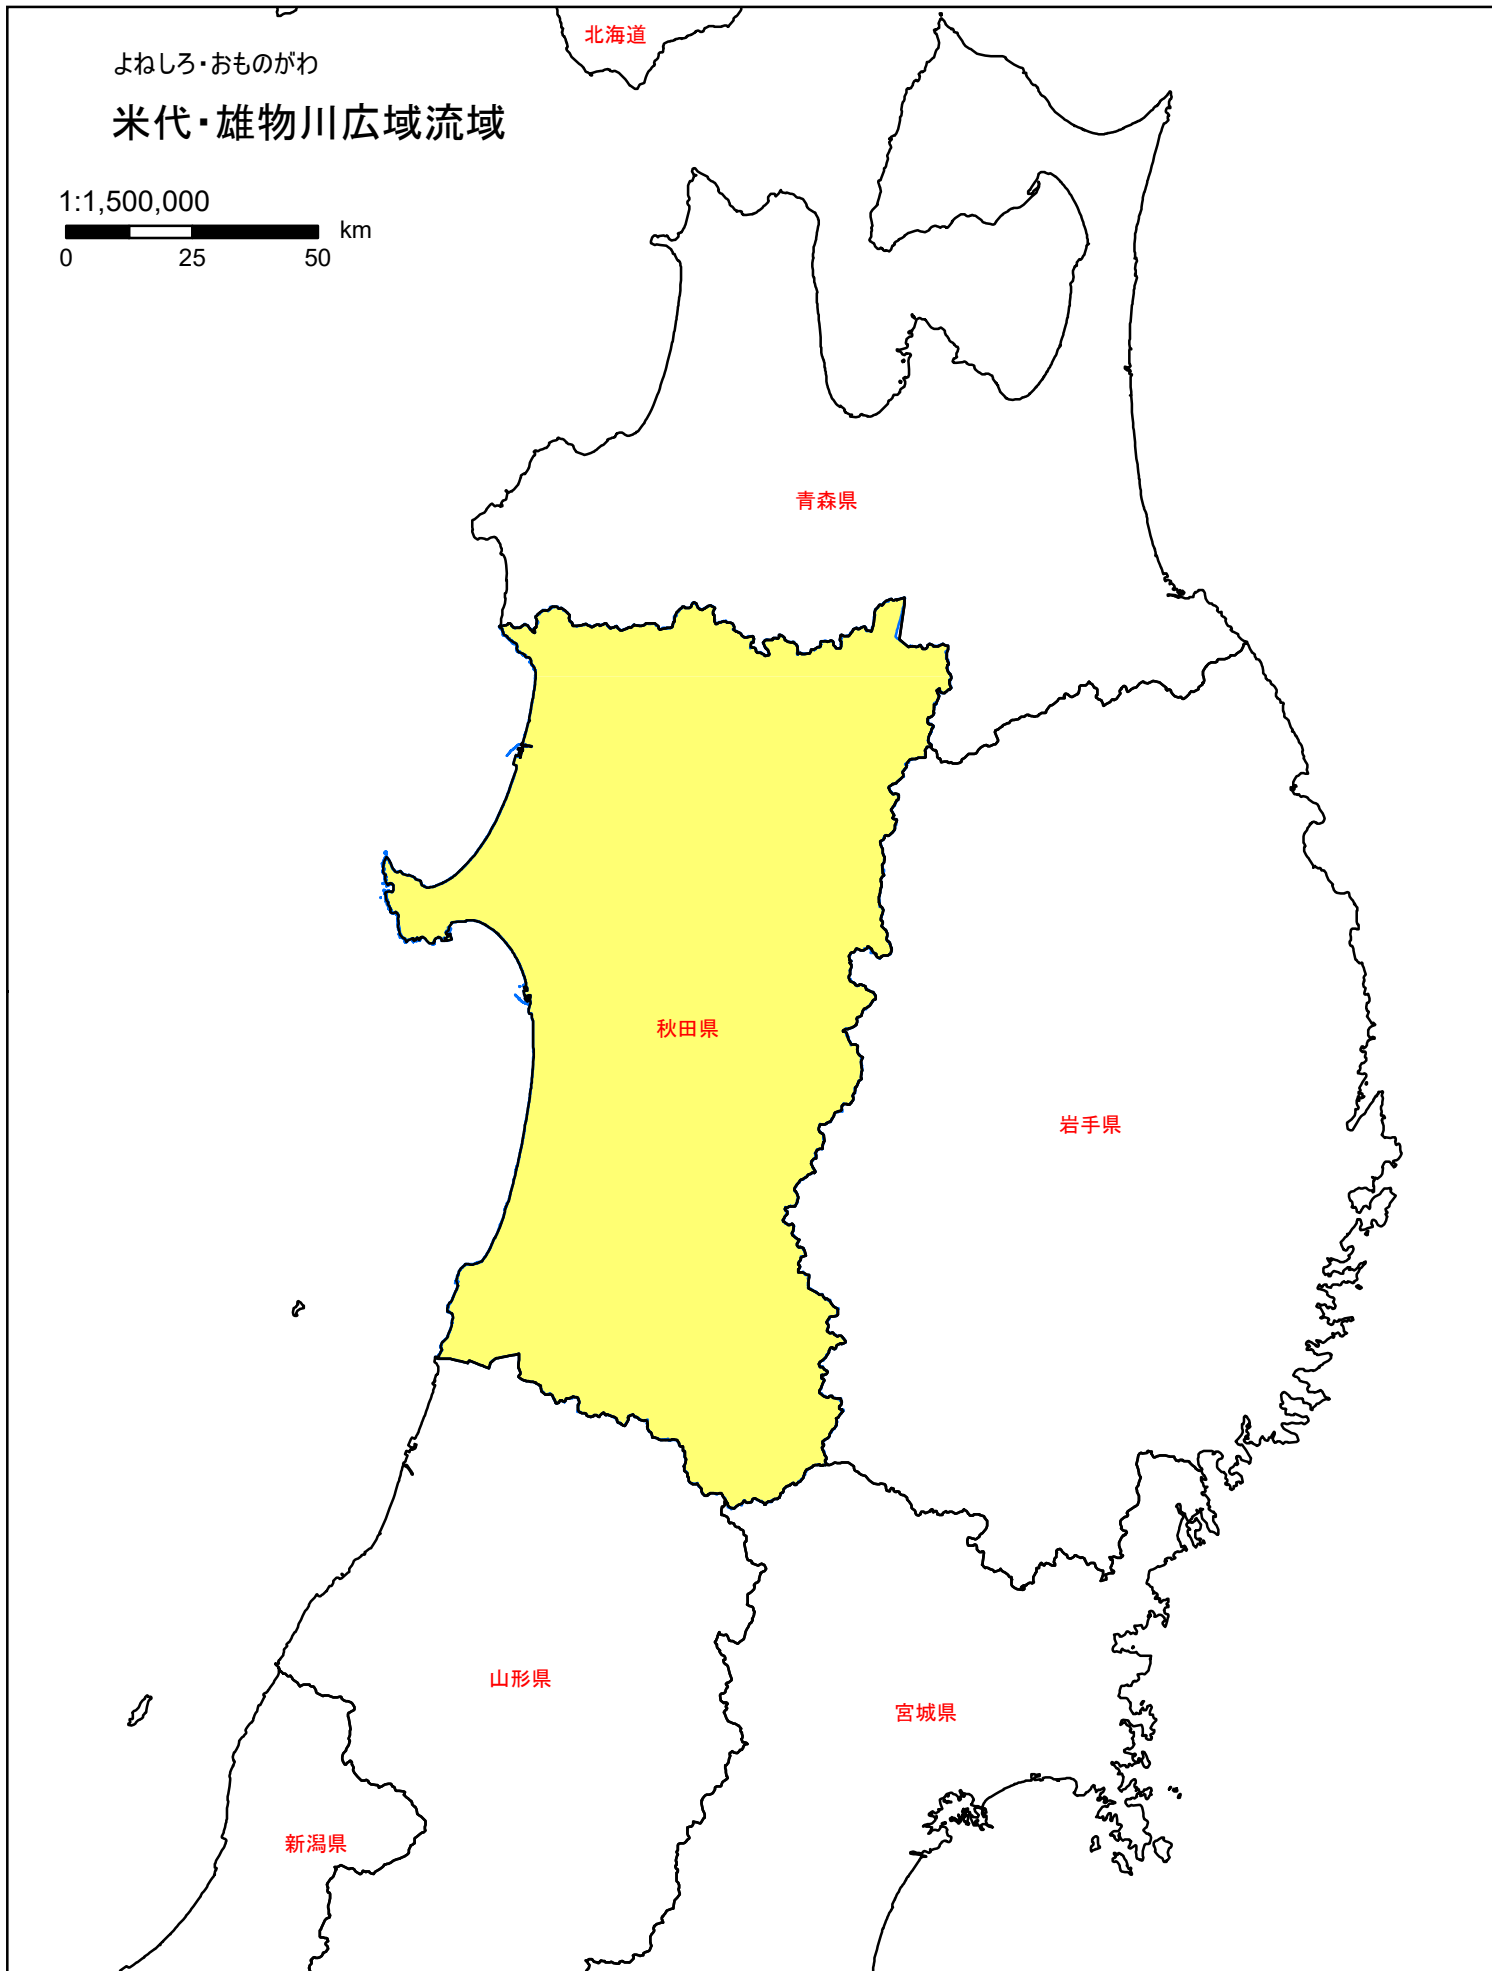 北海道
よねしろ・おものがわ
米代・雄物川広域流域
1:1,500,000
km
0 25 50
青森県
秋田県
岩手県
山形県
宮城県
新潟県